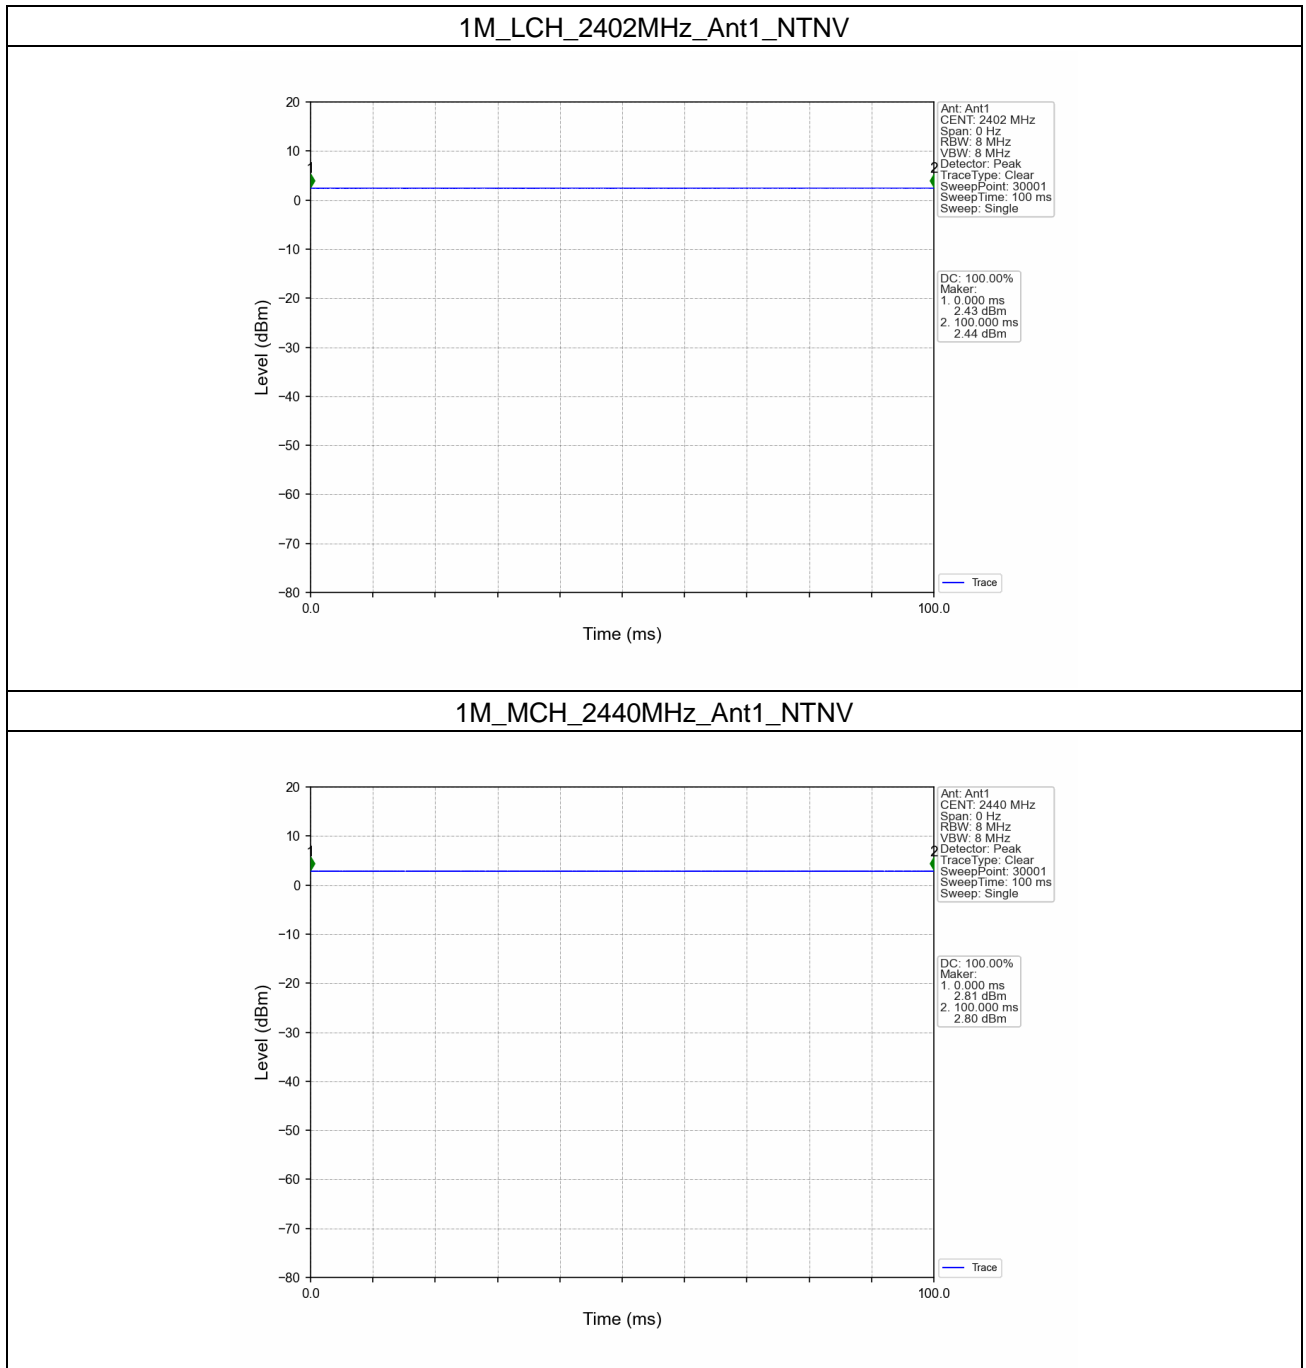 1M_LCH_2402MHz_Ant1_NTNV
20
10
0
−10
−20
−30
−40
−50
−60
−70
−80
Level (dBm)
1
2
0.0
100.0
Time (ms)
Ant: Ant1
CENT: 2402 MHz
Span: 0 Hz
RBW: 8 MHz
VBW: 8 MHz
Detector: Peak
TraceType: Clear
SweepPoint: 30001
SweepTime: 100 ms
Sweep: Single
DC: 100.00%
Maker:
1. 0.000 ms
2.43 dBm
2. 100.000 ms
2.44 dBm
Trace
1M_MCH_2440MHz_Ant1_NTNV
20
10
0
−10
−20
−30
−40
−50
−60
−70
−80
Level (dBm)
1
2
0.0
100.0
Time (ms)
Ant: Ant1
CENT: 2440 MHz
Span: 0 Hz
RBW: 8 MHz
VBW: 8 MHz
Detector: Peak
TraceType: Clear
SweepPoint: 30001
SweepTime: 100 ms
Sweep: Single
DC: 100.00%
Maker:
1. 0.000 ms
2.81 dBm
2. 100.000 ms
2.80 dBm
Trace